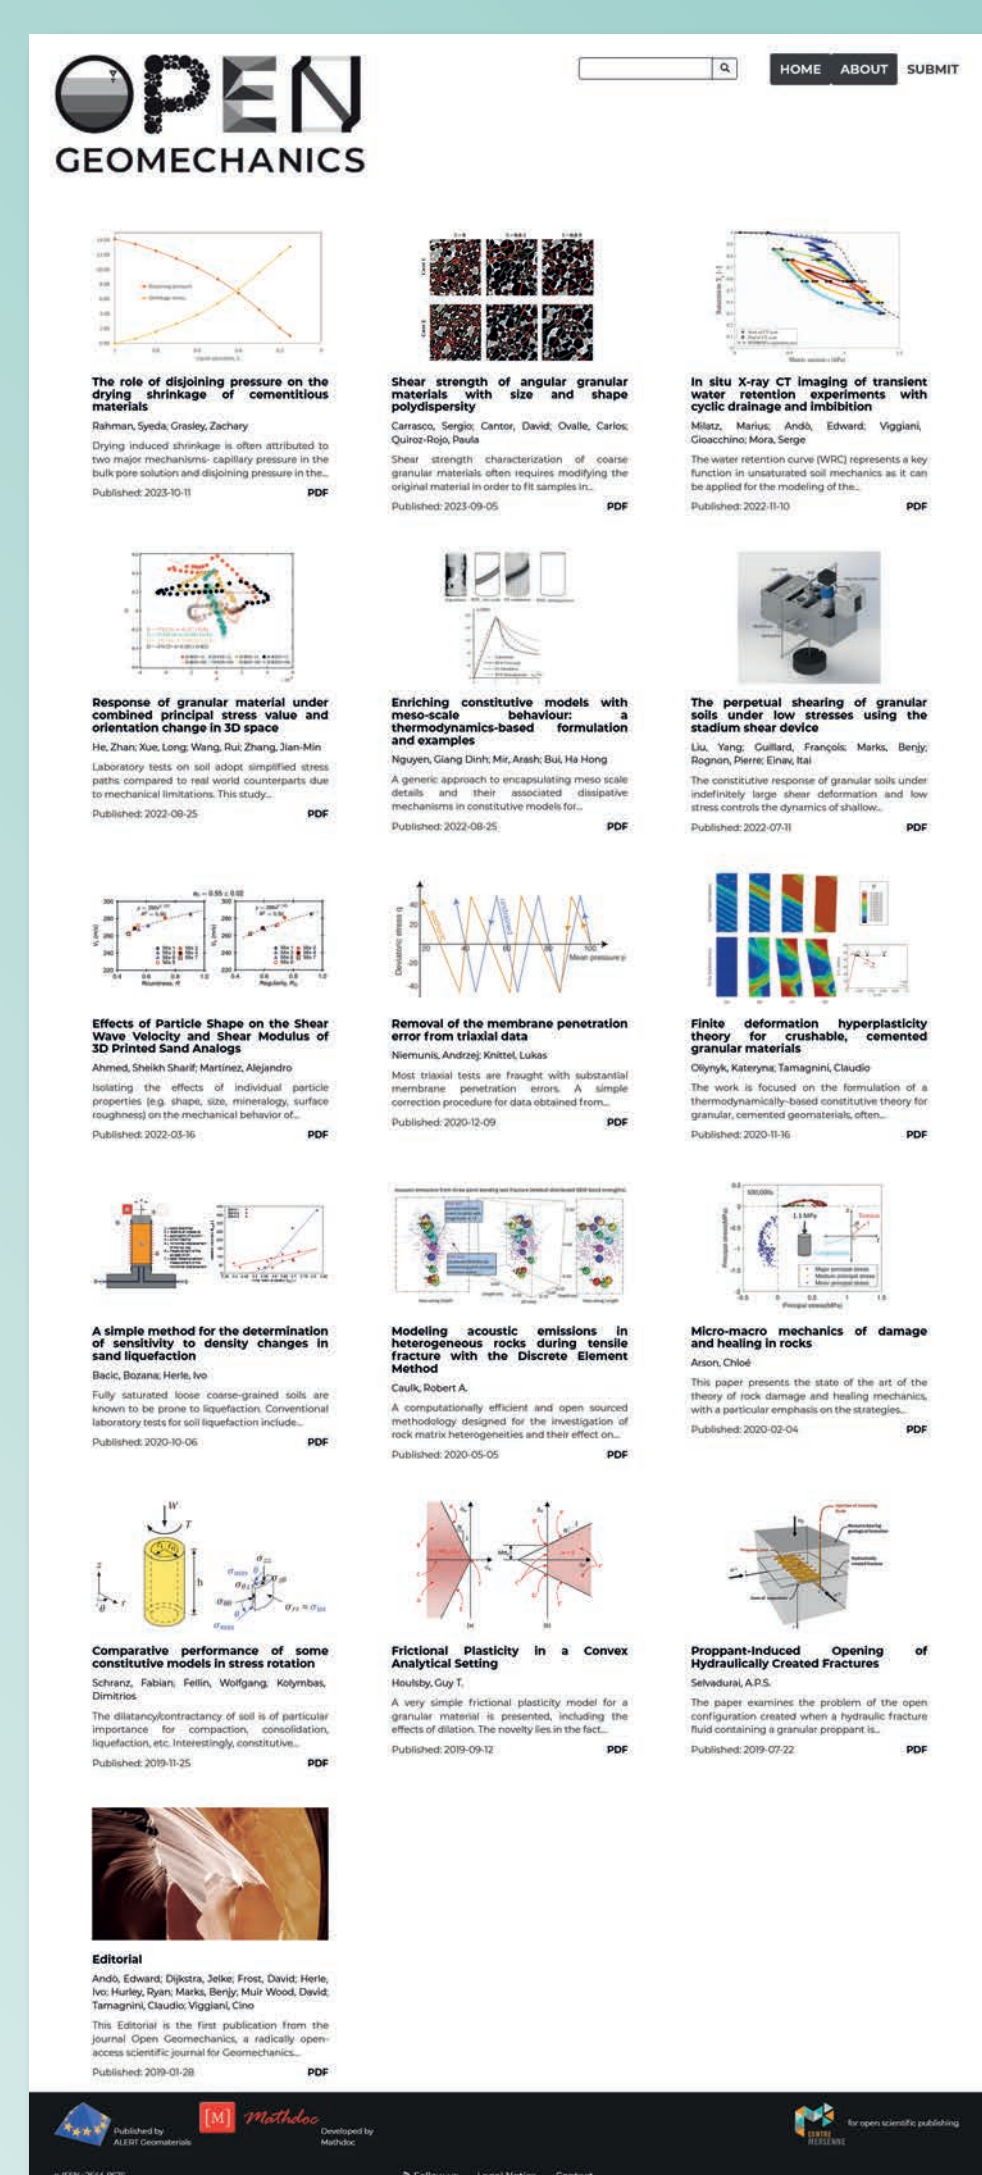 OPEN
GEOMECHANICS
HOME ABOUT SUBMIT
The role of disjoining pressure on the
drying shrinkage of cementitious
materials
Rahman, Syeda; Grasley, Zachary
Drying induced shrinkage is often attributed to
two major mechanisms- capillary pressure in the
bulk pore solution and disjoining pressure in the...
Published: 2023-10-11 PDF
Shear strength of angular granular
materials with size and shape
polydispersity
Carrasco, Sergio; Cantor, David; Ovalle, Carlos;
Quiroz-Rojo, Paula
Shear strength characterization of coarse
granular materials often requires modifying the
original material in order to fit samples in...
Published: 2023-09-05 PDF
In situ X-ray CT imaging of transient
water retention experiments with
cyclic drainage and imbibition
Milatz, Marius; Andò, Edward; Viggiani,
Gioacchino; Mora, Serge
The water retention curve (WRC) represents a key
function in unsaturated soil mechanics as it can
be applied for the modeling of the...
Published: 2022-11-10 PDF
Response of granular material under
combined principal stress value and
orientation change in 3D space
He, Zhan; Xue, Long; Wang, Rui; Zhang, Jian-Min
Laboratory tests on soil adopt simplified stress
paths compared to real world counterparts due
to mechanical limitations. This study...
Published: 2022-08-25 PDF
Enriching constitutive models with
meso-scale behaviour: a
thermodynamics-based formulation
and examples
Nguyen, Giang Dinh; Mir, Arash; Bui, Ha Hong
A generic approach to encapsulating meso scale
details and their associated dissipative
mechanisms in constitutive models for...
Published: 2022-08-25 PDF
The perpetual shearing of granular
soils under low stresses using the
stadium shear device
Liu, Yang; Guillard, François; Marks, Benjy;
Rognon, Pierre; Einav, Itai
The constitutive response of granular soils under
indefinitely large shear deformation and low
stress controls the dynamics of shallow...
Published: 2022-07-11 PDF
Effects of Particle Shape on the Shear
Wave Velocity and Shear Modulus of
3D Printed Sand Analogs
Ahmed, Sheikh Sharif; Martinez, Alejandro
Isolating the effects of individual particle
properties (e.g. shape, size, mineralogy, surface
roughness) on the mechanical behavior of...
Published: 2022-03-16 PDF
Deviatoric stress η
Mean pressure p
Removal of the membrane penetration
error from triaxial data
Niemunis, Andrzej; Knittel, Lukas
Most triaxial tests are fraught with substantial
membrane penetration errors. A simple
correction procedure for data obtained from...
Published: 2020-12-09 PDF
Finite deformation hyperplasticity
theory for crushable, cemented
granular materials
Oliynyk, Kateryna; Tamagnini, Claudio
The work is focused on the formulation of a
thermodynamically-based constitutive theory for
granular, cemented geomaterials, often...
Published: 2020-11-16 PDF
A simple method for the determination
of sensitivity to density changes in
sand liquefaction
Bacic, Bozana; Herle, Ivo
Fully saturated loose coarse-grained soils are
known to be prone to liquefaction. Conventional
laboratory tests for soil liquefaction include...
Published: 2020-10-06 PDF
Modeling acoustic emissions in
heterogeneous rocks during tensile
fracture with the Discrete Element
Method
Caulk, Robert A.
A computationally efficient and open sourced
methodology designed for the investigation of
rock matrix heterogeneities and their effect on...
Published: 2020-05-05 PDF
Micro-macro mechanics of damage
and healing in rocks
Arson, Chloé
This paper presents the state of the art of the
theory of rock damage and healing mechanics,
with a particular emphasis on the strategies...
Published: 2020-02-04 PDF
Comparative performance of some
constitutive models in stress rotation
Schranz, Fabian; Fellin, Wolfgang; Kolymbas,
Dimitrios
The dilatancy/contractancy of soil is of particular
importance for compaction, consolidation,
liquefaction, etc. Interestingly, constitutive...
Published: 2019-11-25 PDF
Frictional Plasticity in a Convex
Analytical Setting
Houlsby, Guy T.
A very simple frictional plasticity model for a
granular material is presented, including the
effects of dilation. The novelty lies in the fact...
Published: 2019-09-12 PDF
Proppant-Induced Opening of
Hydraulically Created Fractures
Selvadurai, A.P.S.
The paper examines the problem of the open
configuration created when a hydraulic fracture
fluid containing a granular proppant is...
Published: 2019-07-22 PDF
Editorial
Andò, Edward; Dijkstra, Jelke; Frost, David; Herle,
Ivo; Hurley, Ryan; Marks, Benjy; Muir Wood, David;
Tamagnini, Claudio; Viggiani, Cino
This Editorial is the first publication from the
journal Open Geomechanics, a radically open-
access scientific journal for Geomechanics...
Published: 2019-01-28 PDF
Published by
ALERT Geomaterials
[M] Mathdoc
Developed by
Mathdoc
CENTRE
MERSENNE
for open scientific publishing